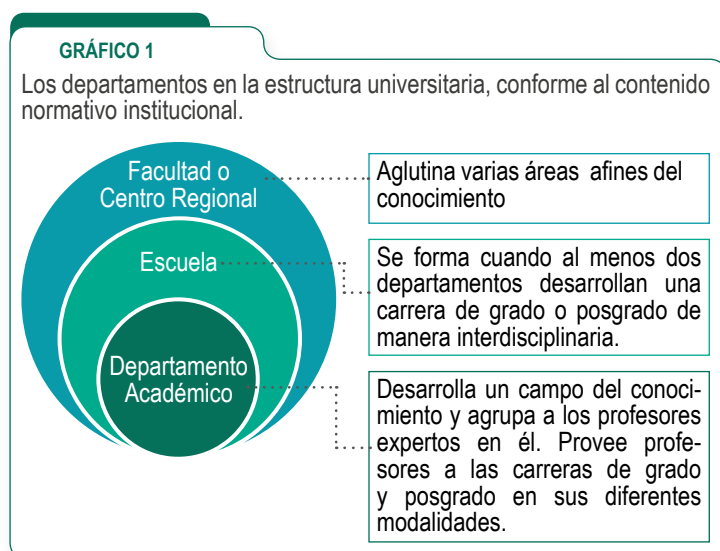 GRÁFICO 1
Los departamentos en la estructura universitaria, conforme al contenido
normativo institucional.
Facultad o
Centro Regional
Aglutina varias áreas afines del
conocimiento
Escuela
Se forma cuando al menos dos
departamentos desarrollan una
carrera de grado o posgrado de
manera interdisciplinaria.
Departamento
Académico
Desarrolla un campo del conoci-
miento y agrupa a los profesores
expertos en él. Provee profe-
sores a las carreras de grado
y posgrado en sus diferentes
modalidades.